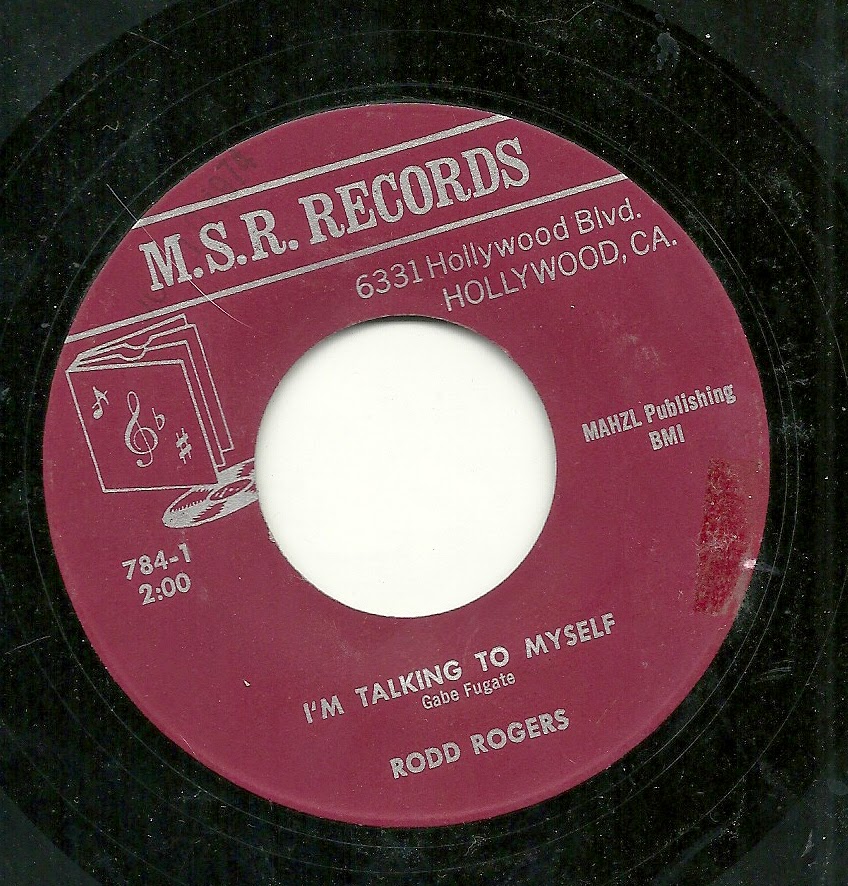 M.S.R. RECORDS
6331 Hollywood Blvd.
HOLLYWOOD, CA.
MAHZL Publishing
BMI
784-1
2:00
I'M TALKING TO MYSELF
Gabe Fugate
RODD ROGERS